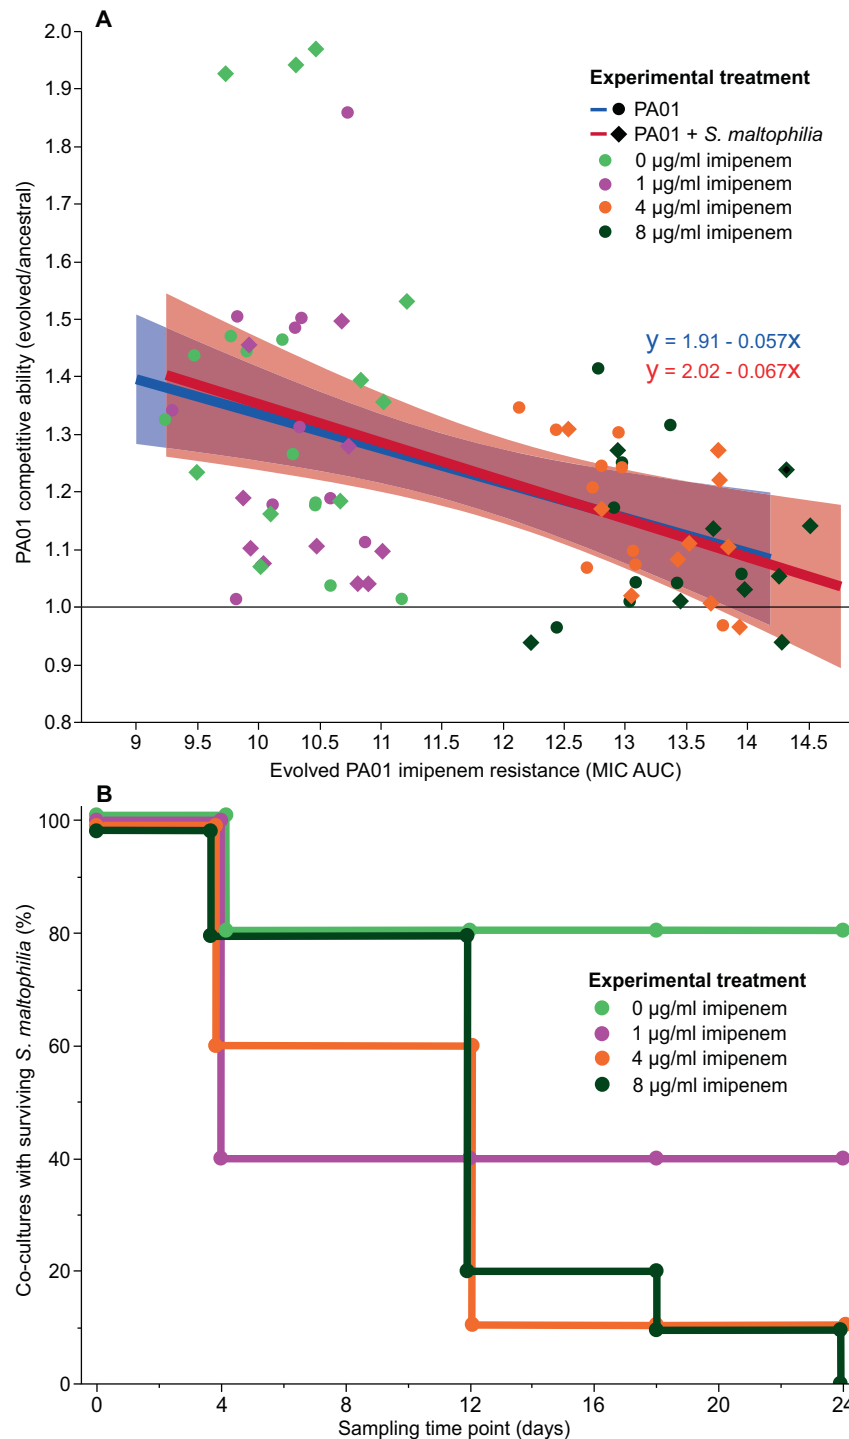 A
PA01 competitive ability (evolved/ancestral)
2.0
1.9
1.8
1.7
1.6
1.5
1.4
1.3
1.2
1.1
1.0
0.9
0.8
Experimental treatment
PA01
PA01 + S. maltophilia
0 µg/ml imipenem
1 µg/ml imipenem
4 µg/ml imipenem
8 µg/ml imipenem
y = 1.91 - 0.057x
y = 2.02 - 0.067x
9 9.5 10 10.5 11 11.5 12 12.5 13 13.5 14 14.5
Evolved PA01 imipenem resistance (MIC AUC)
B
Co-cultures with surviving S. maltophilia (%)
100
80
60
40
20
0
Experimental treatment
0 µg/ml imipenem
1 µg/ml imipenem
4 µg/ml imipenem
8 µg/ml imipenem
0 4 8 12 16 20 24
Sampling time point (days)